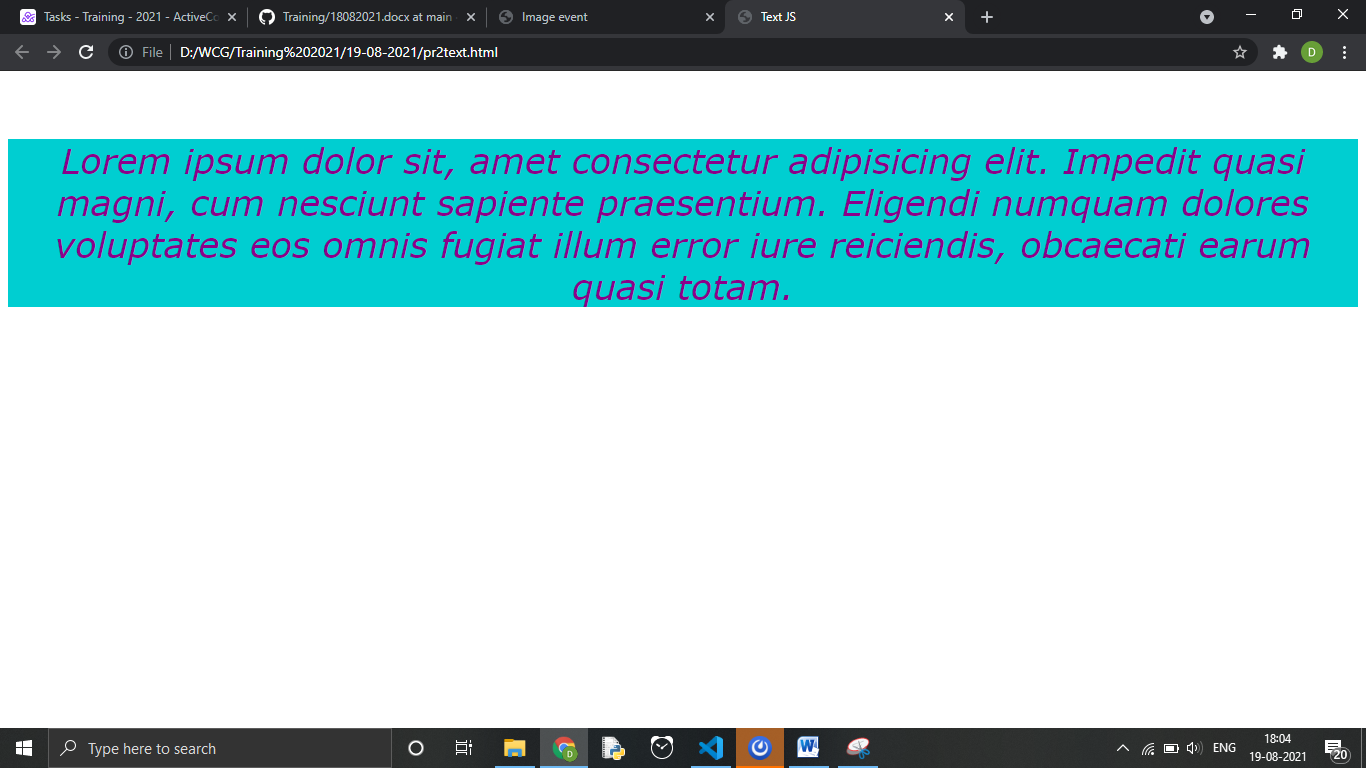 Tasks - Training - 2021 - ActiveCo
Training/18082021.docx at main
Image event
Text JS
File
D:/WCG/Training%202021/19-08-2021/pr2text.html
D
Lorem ipsum dolor sit, amet consectetur adipisicing elit. Impedit quasi
magni, cum nesciunt sapiente praesentium. Eligendi numquam dolores
voluptates eos omnis fugiat illum error iure reiciendis, obcaecati earum
quasi totam.
Type here to search
D
W
ENG
18:04
19-08-2021
20